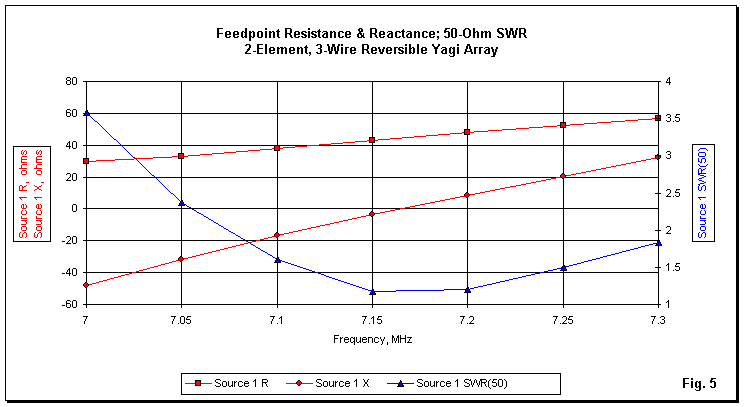 Feedpoint Resistance & Reactance; 50-Ohm SWR
2-Element, 3-Wire Reversible Yagi Array
80
60
40
20
0
-20
-40
-60
4
3.5
3
2.5
2
1.5
1
Source 1 R, ohms
Source 1 X, ohms
Source 1 SWR(50)
7
7.05
7.1
7.15
7.2
7.25
7.3
Frequency, MHz
Source 1 R
Source 1 X
Source 1 SWR(50)
Fig. 5